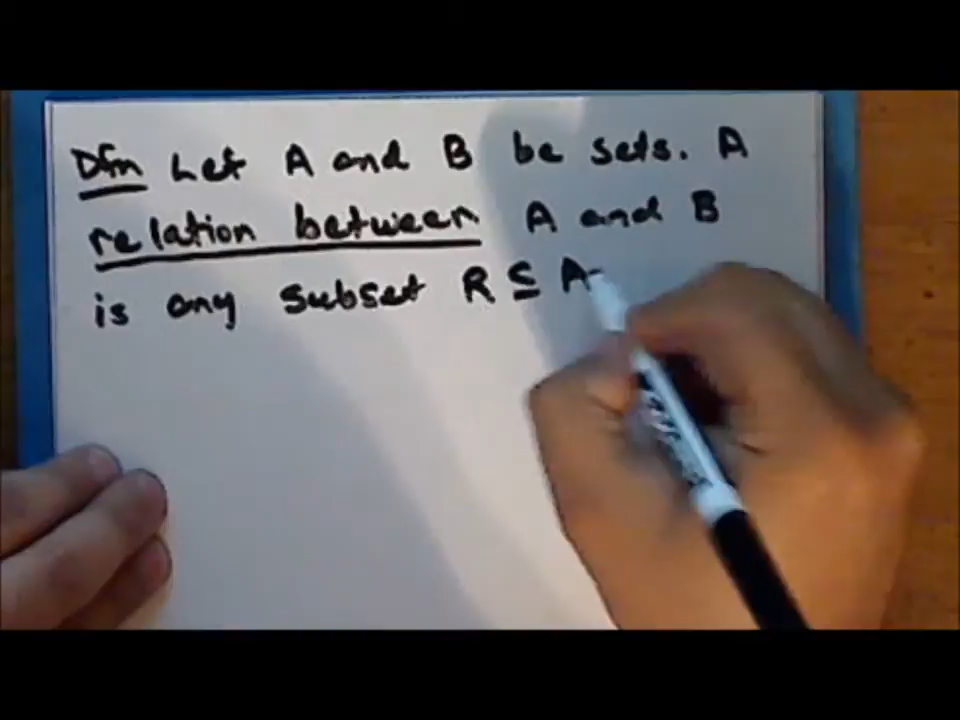 Dfn Let A and B be sets. A
relation between A and B
is any subset R ⊆ A